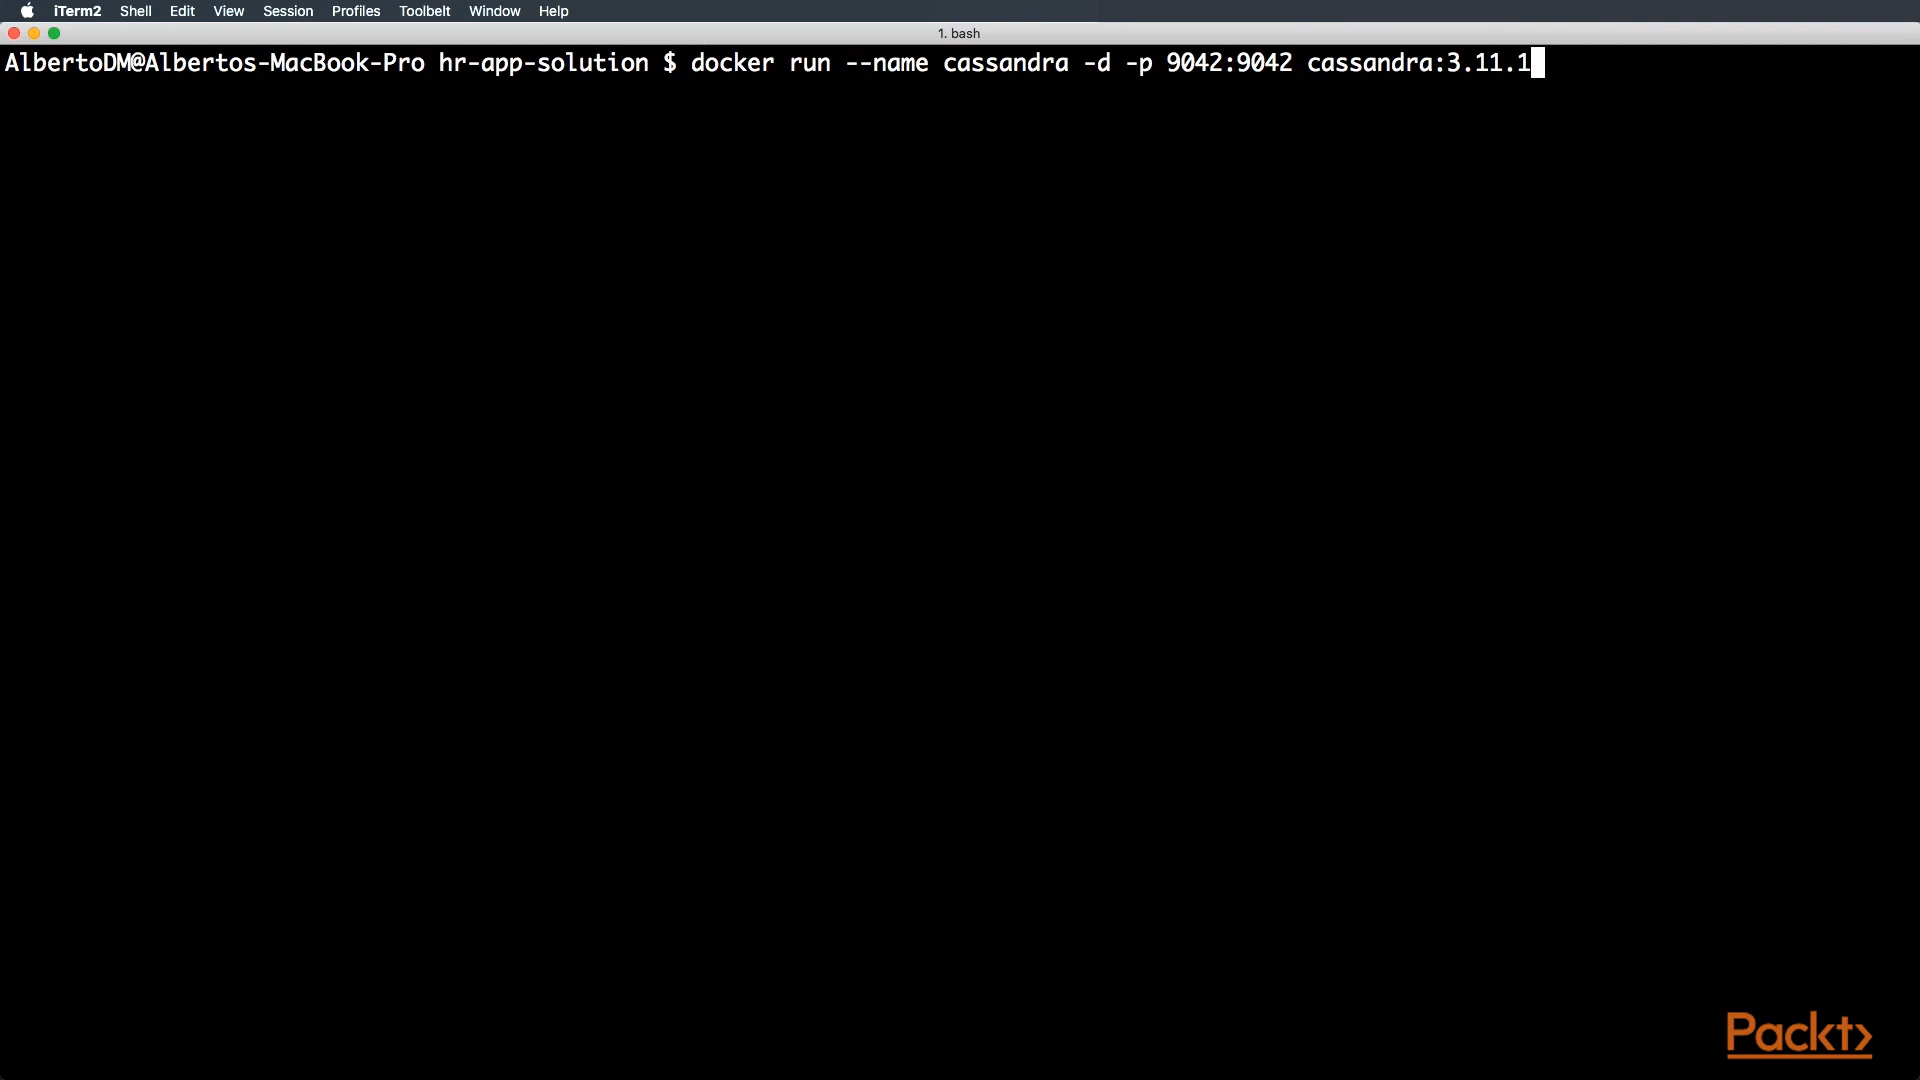 iTerm2 Shell Edit View Session Profiles Toolbelt Window Help
1. bash
AlbertoDM@Albertos-MacBook-Pro hr-app-solution $ docker run --name cassandra -d -p 9042:9042 cassandra:3.11.1
Packt>